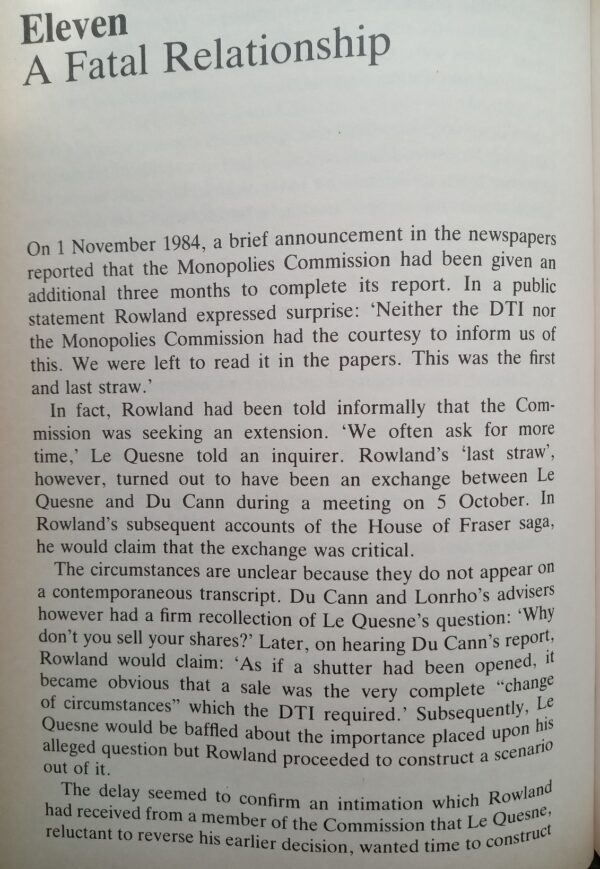 Eleven
A Fatal Relationship
On 1 November 1984, a brief announcement in the newspapers
reported that the Monopolies Commission had been given an
additional three months to complete its report. In a public
statement Rowland expressed surprise: ‘Neither the DTI nor
the Monopolies Commission had the courtesy to inform us of
this. We were left to read it in the papers. This was the first
and last straw.’
In fact, Rowland had been told informally that the Com-
mission was seeking an extension. ‘We often ask for more
time,’ Le Quesne told an inquirer. Rowland’s ‘last straw’,
however, turned out to have been an exchange between Le
Quesne and Du Cann during a meeting on 5 October. In
Rowland’s subsequent accounts of the House of Fraser saga,
he would claim that the exchange was critical.
The circumstances are unclear because they do not appear on
a contemporaneous transcript. Du Cann and Lonrho’s advisers
however had a firm recollection of Le Quesne’s question: ‘Why
don’t you sell your shares?’ Later, on hearing Du Cann’s report,
Rowland would claim: ‘As if a shutter had been opened, it
became obvious that a sale was the very complete “change
of circumstances” which the DTI required.’ Subsequently, Le
Quesne would be baffled about the importance placed upon his
alleged question but Rowland proceeded to construct a scenario
out of it.
The delay seemed to confirm an intimation which Rowland
had received from a member of the Commission that Le Quesne,
reluctant to reverse his earlier decision, wanted time to construct